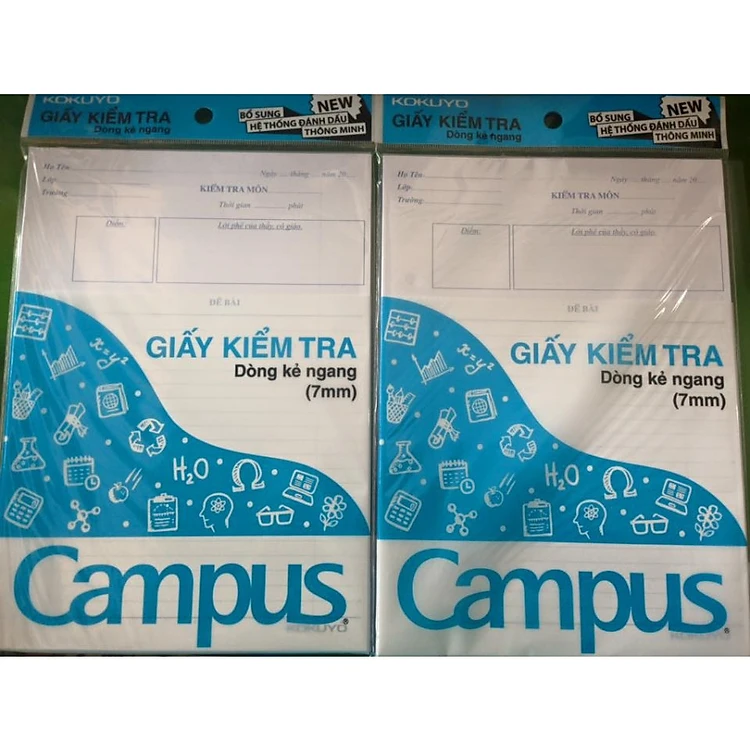 KOKUYO
GIẤY KIỂM TRA
Dòng kẻ ngang
BỔ SUNG
HỆ THỐNG ĐÁNH DẤU
THÔNG MINH
NEW
Họ Tên:
Lớp:
Trường:
Ngày .... tháng .... năm 20....
KIỂM TRA MÔN
Thời gian phút
Điểm.
Lời phê của thầy, cô giáo.
ĐỀ BÀI
GIẤY KIỂM TRA
Dòng kẻ ngang
(7mm)
x=y²
H₂O
Campus®
KOKUYO
KOKUYO
GIẤY KIỂM TRA
Dòng kẻ ngang
BỔ SUNG
HỆ THỐNG ĐÁNH DẤU
THÔNG MINH
NEW
Họ Tên:
Lớp:
Trường:
Ngày .... tháng .... năm 20....
KIỂM TRA MÔN
Thời gian phút
Điểm.
Lời phê của thầy, cô giáo.
ĐỀ BÀI
GIẤY KIỂM TRA
Dòng kẻ ngang
(7mm)
x=y²
H₂O
Campus®
KOKUYO